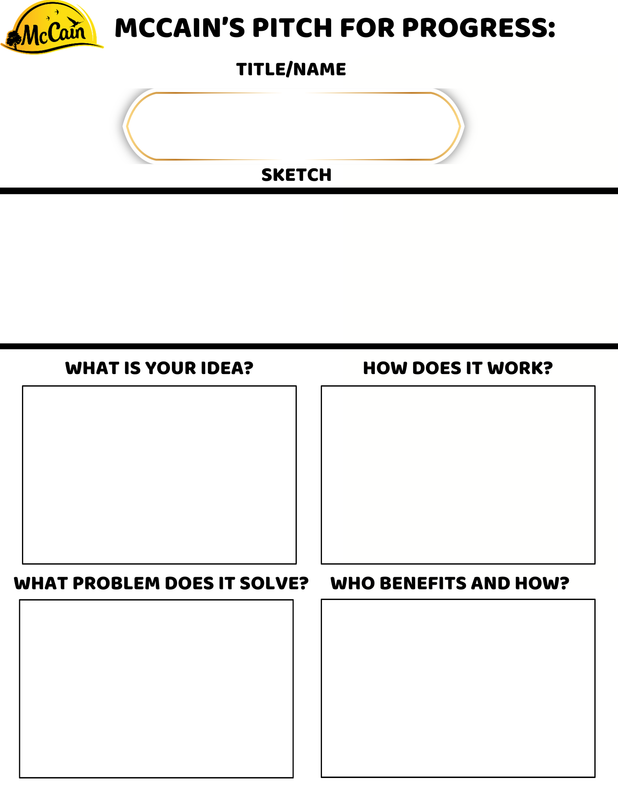 McCain
MCCAIN'S PITCH FOR PROGRESS:
TITLE/NAME
SKETCH
WHAT IS YOUR IDEA?
HOW DOES IT WORK?
WHAT PROBLEM DOES IT SOLVE?
WHO BENEFITS AND HOW?